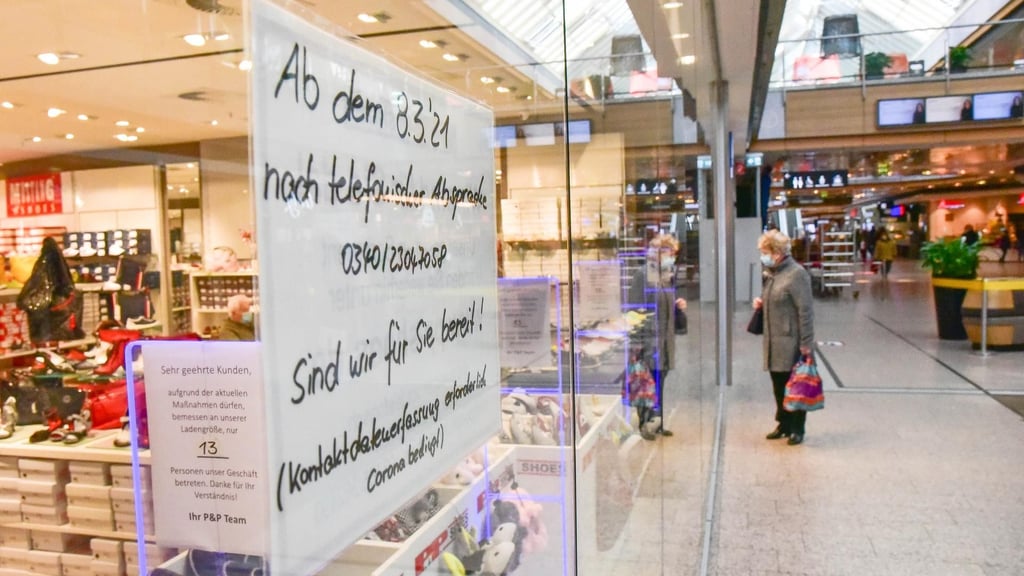 Ab dem 8.3.'21
nach telefonischer Absprache
0340/23047058
Sind wir für Sie bereit!
(Kontaktdatenerfassung erforderlich
Corona bedingt)
Sehr geehrte Kunden,
aufgrund der aktuellen
Maßnahmen dürfen,
bemessen an unserer
Ladengröße, nur
13
Personen unser Geschäft
betreten. Danke für Ihr
Verständnis!
Ihr P&P Team
SHOES